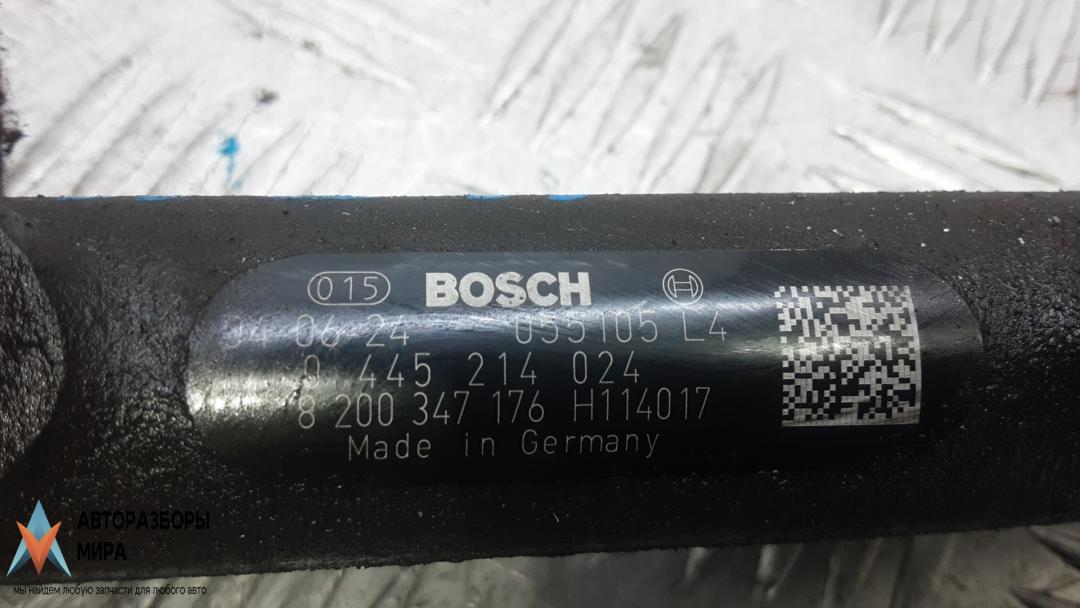 015 BOSCH H
04 06 24 055105 L4
0 445 214 024
8 200 347 176 H114017
Made in Germany
АВТОРАЗБОРЫ
МИРА
мы найдем любую запчасти для любого авто